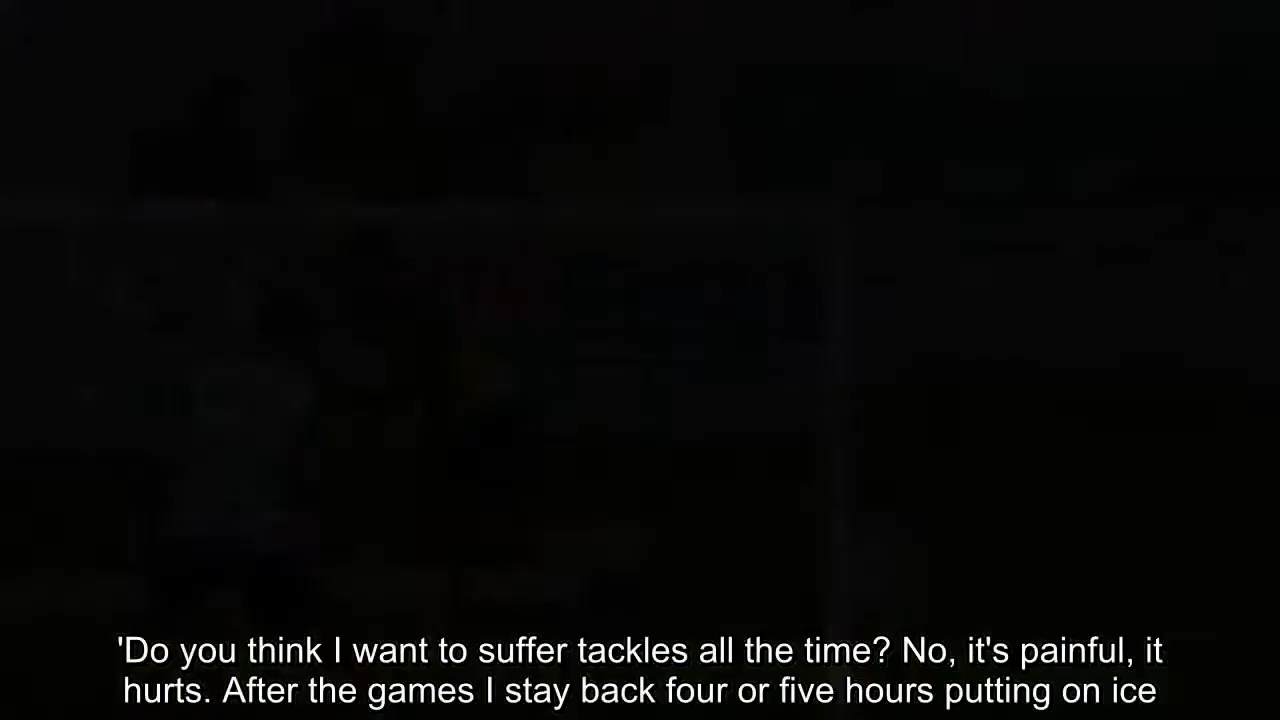 'Do you think I want to suffer tackles all the time? No, it's painful, it
hurts. After the games I stay back four or five hours putting on ice